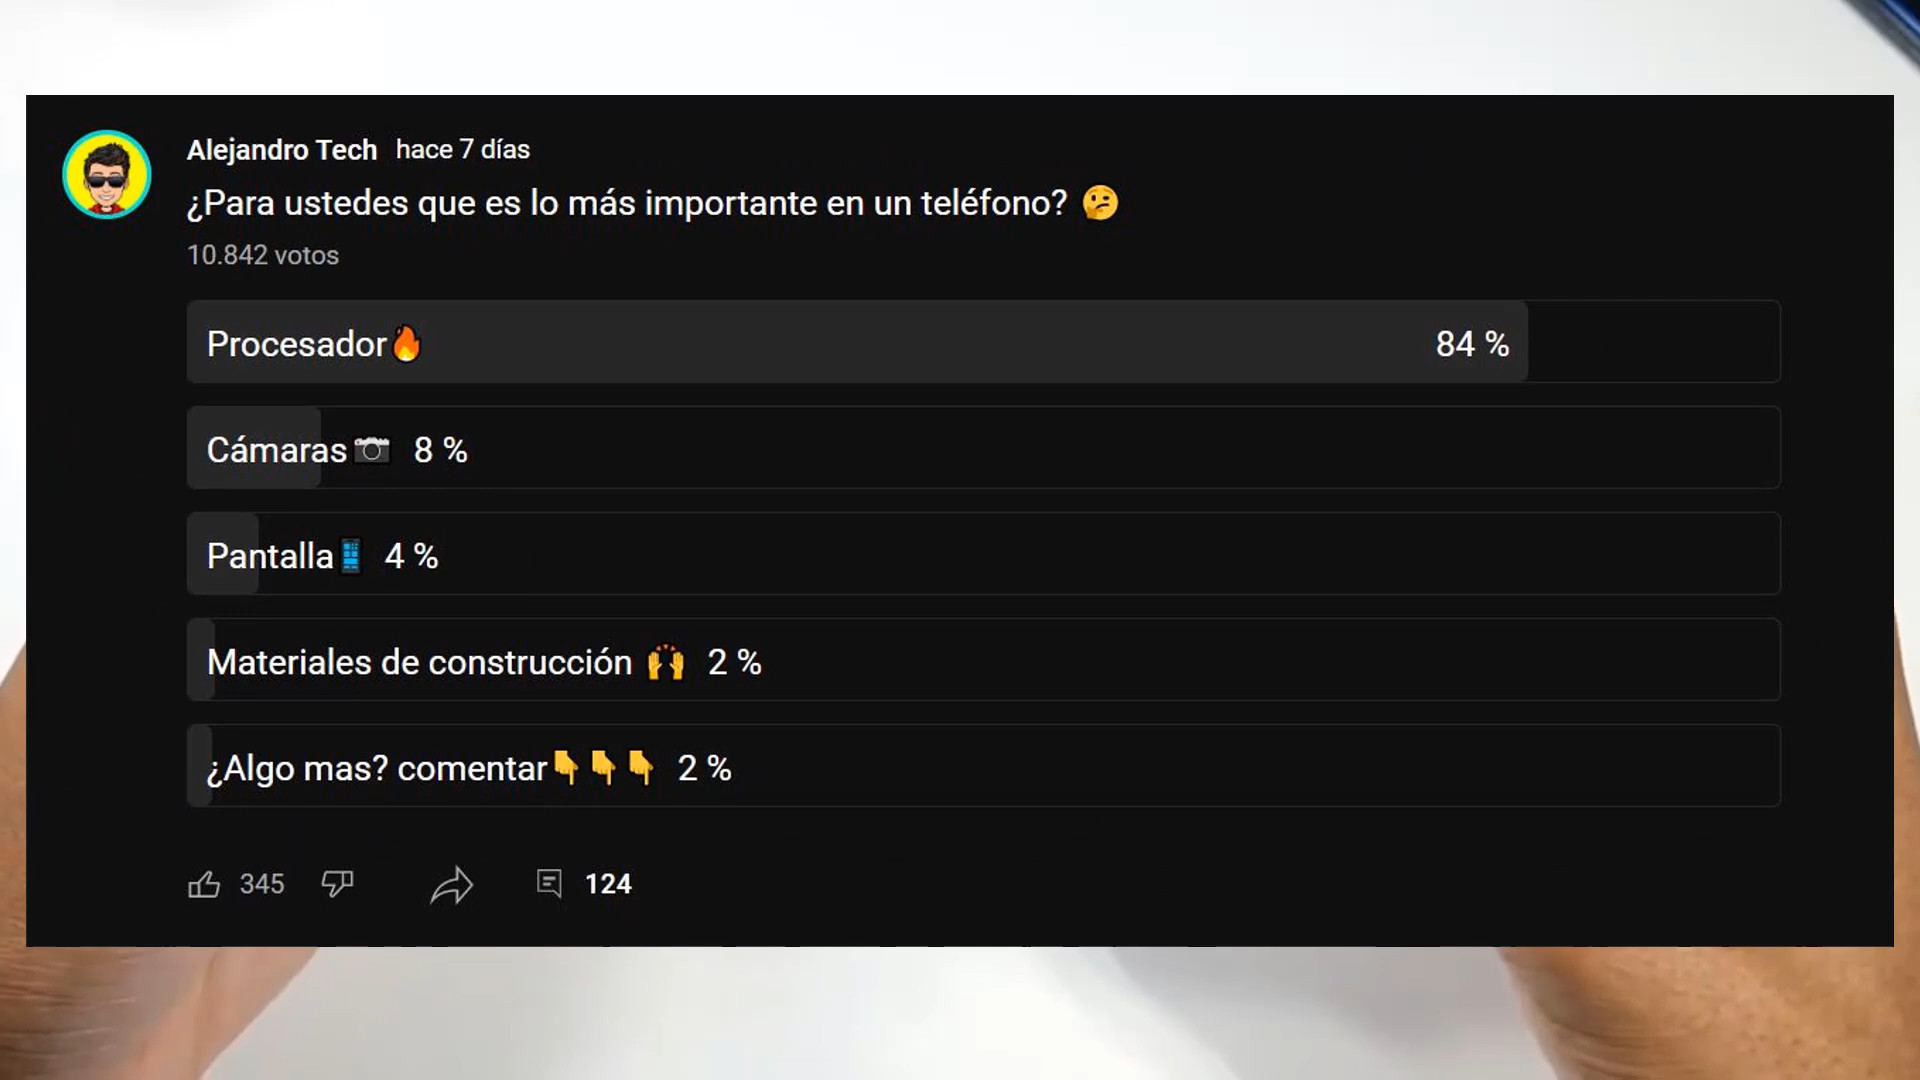 Alejandro Tech hace 7 días
¿Para ustedes que es lo más importante en un teléfono? 🤔
10.842 votos
Procesador🔥 84 %
Cámaras📷 8 %
Pantalla📱 4 %
Materiales de construcción 🙌 2 %
¿Algo mas? comentar👇👇👇 2 %
345 124